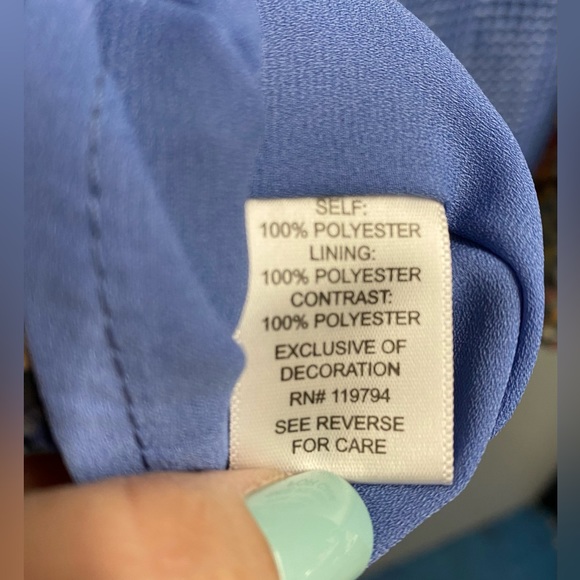 SELF:
100% POLYESTER
LINING:
100% POLYESTER
CONTRAST:
100% POLYESTER
EXCLUSIVE OF
DECORATION
RN# 119794
SEE REVERSE
FOR CARE